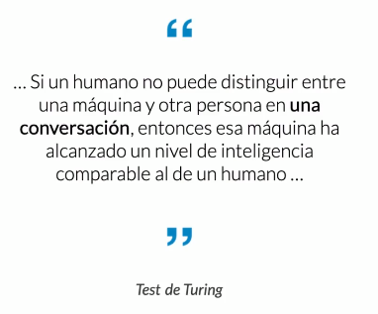 “
... Si un humano no puede distinguir entre
una máquina y otra persona en una
conversación, entonces esa máquina ha
alcanzado un nivel de inteligencia
comparable al de un humano ...
”
Test de Turing